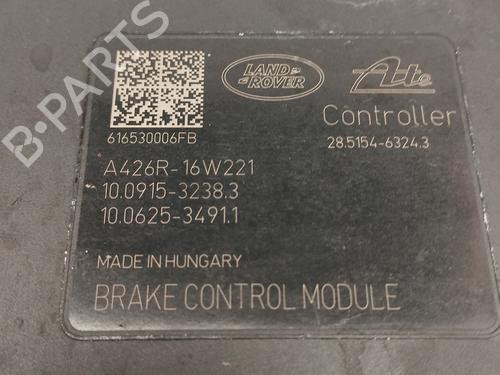 B-PARTS
LAND
ROVER
Ate
616530006FB
Controller
28.5154-6324.3
A426R-16W221
10.0915-3238.3
10.0625-3491.1
MADE IN HUNGARY
BRAKE CONTROL MODULE